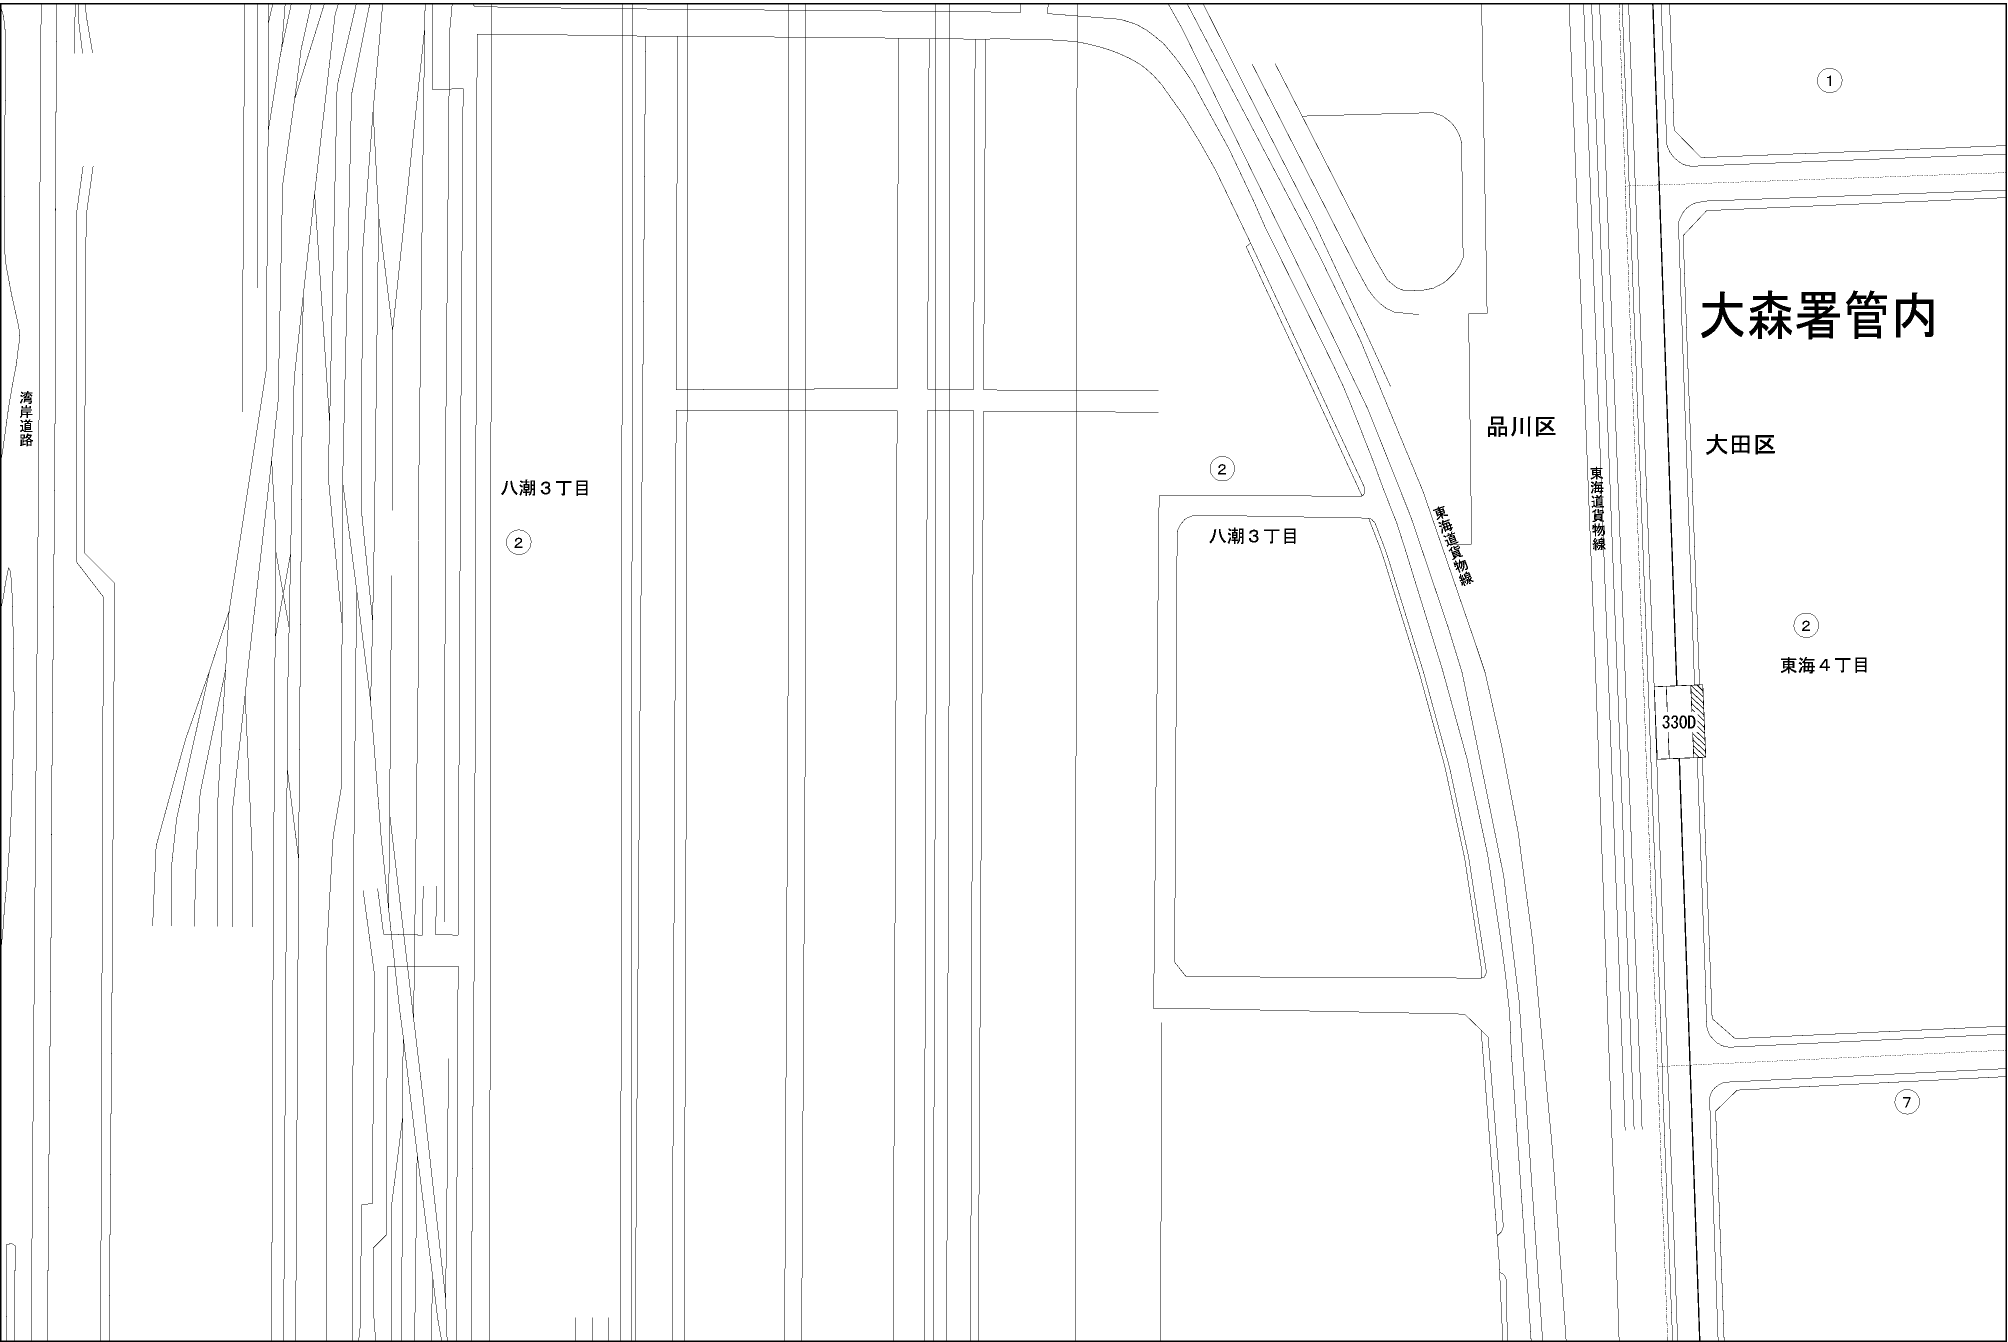 ①
大森署管内
湾岸道路
品川区
大田区
②
八潮３丁目
東海道貨物線
東海道貨物線
八潮３丁目
②
②
東海４丁目
330D
⑦